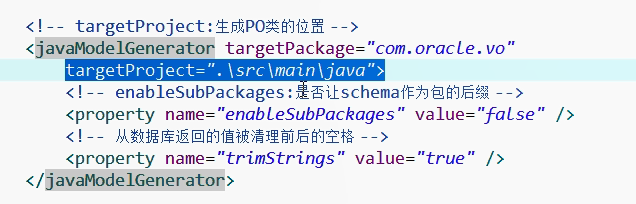 <!-- targetProject:生成PO类的位置 -->
<javaModelGenerator targetPackage="com.oracle.vo"
targetProject=".\src\main\java">
<!-- enableSubPackages:是否让schema作为包的后缀 -->
<property name="enableSubPackages" value="false" />
<!-- 从数据库返回的值被清理前后的空格 -->
<property name="trimStrings" value="true" />
</javaModelGenerator>